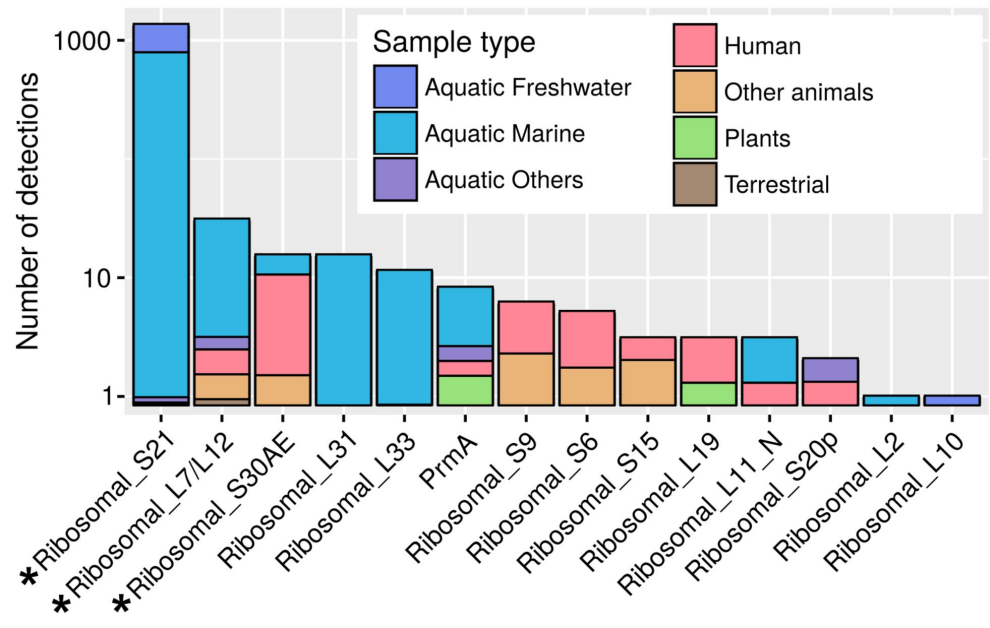 Number of detections
1000
10
1
Sample type
Aquatic Freshwater
Aquatic Marine
Aquatic Others
Human
Other animals
Plants
Terrestrial
*Ribosomal_S21
*Ribosomal_L7/L12
*Ribosomal_S30AE
Ribosomal_L31
Ribosomal_L33
PrmA
Ribosomal_S9
Ribosomal_S6
Ribosomal_S15
Ribosomal_L19
Ribosomal_L11_N
Ribosomal_S20p
Ribosomal_L2
Ribosomal_L10